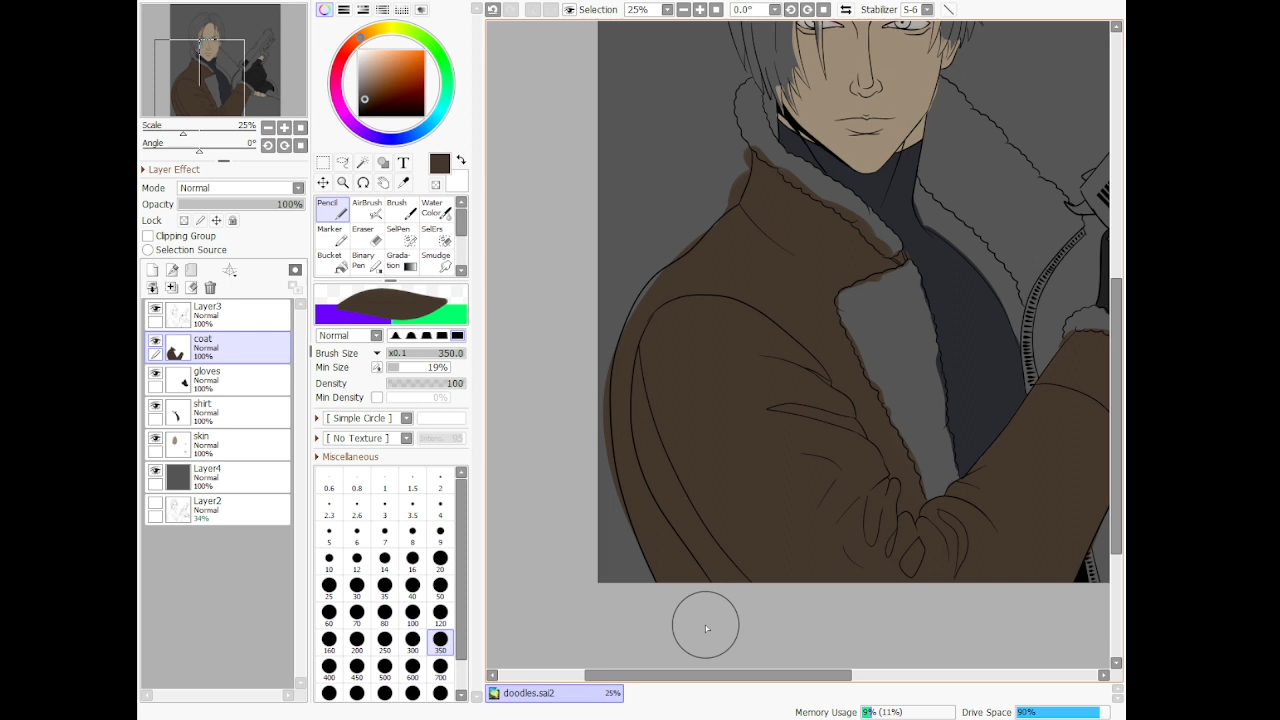 Selection 25% 0.0° Stabilizer S-6
Scale 25%
Angle 0°
Layer Effect
Mode Normal
Opacity 100%
Lock
Clipping Group
Selection Source
Layer3
Normal
100%
coat
Normal
100%
gloves
Normal
100%
shirt
Normal
100%
skin
Normal
100%
Layer4
Normal
100%
Layer2
Normal
34%
T
Pencil AirBrush Brush Water Color
Marker Eraser SelPen SelErs
Bucket Binary Pen Grada-tion Smudge
Normal
Brush Size x0.1 350.0
Min Size 19%
Density 100
Min Density 0%
[ Simple Circle ]
[ No Texture ] 95
Miscellaneous
0.6 0.8 1 1.5 2
2.3 2.6 3 3.5 4
5 6 7 8 9
10 12 14 16 20
25 30 35 40 50
60 70 80 100 120
160 200 250 300 350
400 450 500 600 700
doodles.sai2 25%
Memory Usage 9% (11%) Drive Space 90%